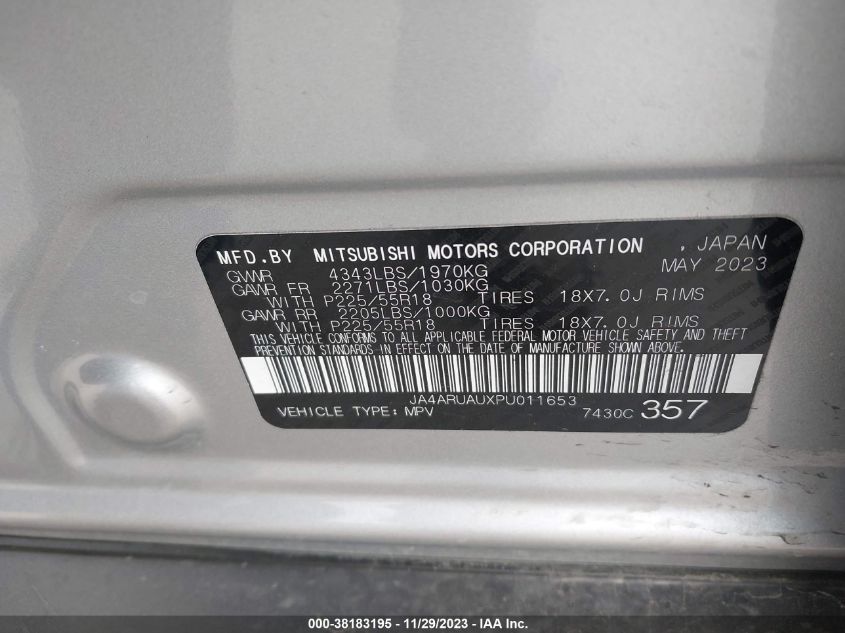 MFD.BY MITSUBISHI MOTORS CORPORATION , JAPAN
GVWR 4343LBS/1970KG MAY 2023
GAWR FR 2271LBS/1030KG
WITH P225/55R18 TIRES 18X7.0J RIMS
GAWR RR 2205LBS/1000KG
WITH P225/55R18 TIRES 18X7.0J RIMS
THIS VEHICLE CONFORMS TO ALL APPLICABLE FEDERAL MOTOR VEHICLE SAFETY AND THEFT
PREVENTION STANDARDS IN EFFECT ON THE DATE OF MANUFACTURE SHOWN ABOVE.
JA4ARUAUXPU011653
VEHICLE TYPE: MPV 7430C 357
000-38183195 - 11/29/2023 - IAA Inc.